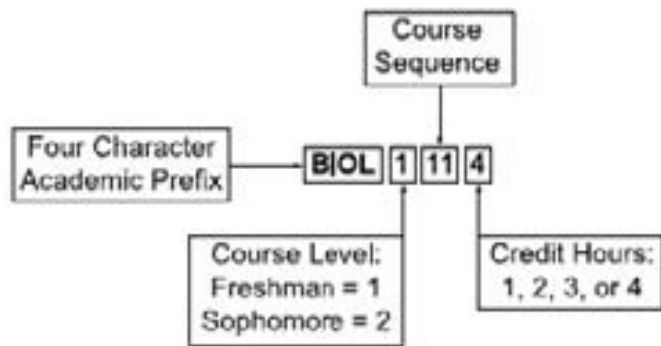 Course
Sequence
Four Character
Academic Prefix
BIOL 1 11 4
Course Level:
Freshman = 1
Sophomore = 2
Credit Hours:
1, 2, 3, or 4